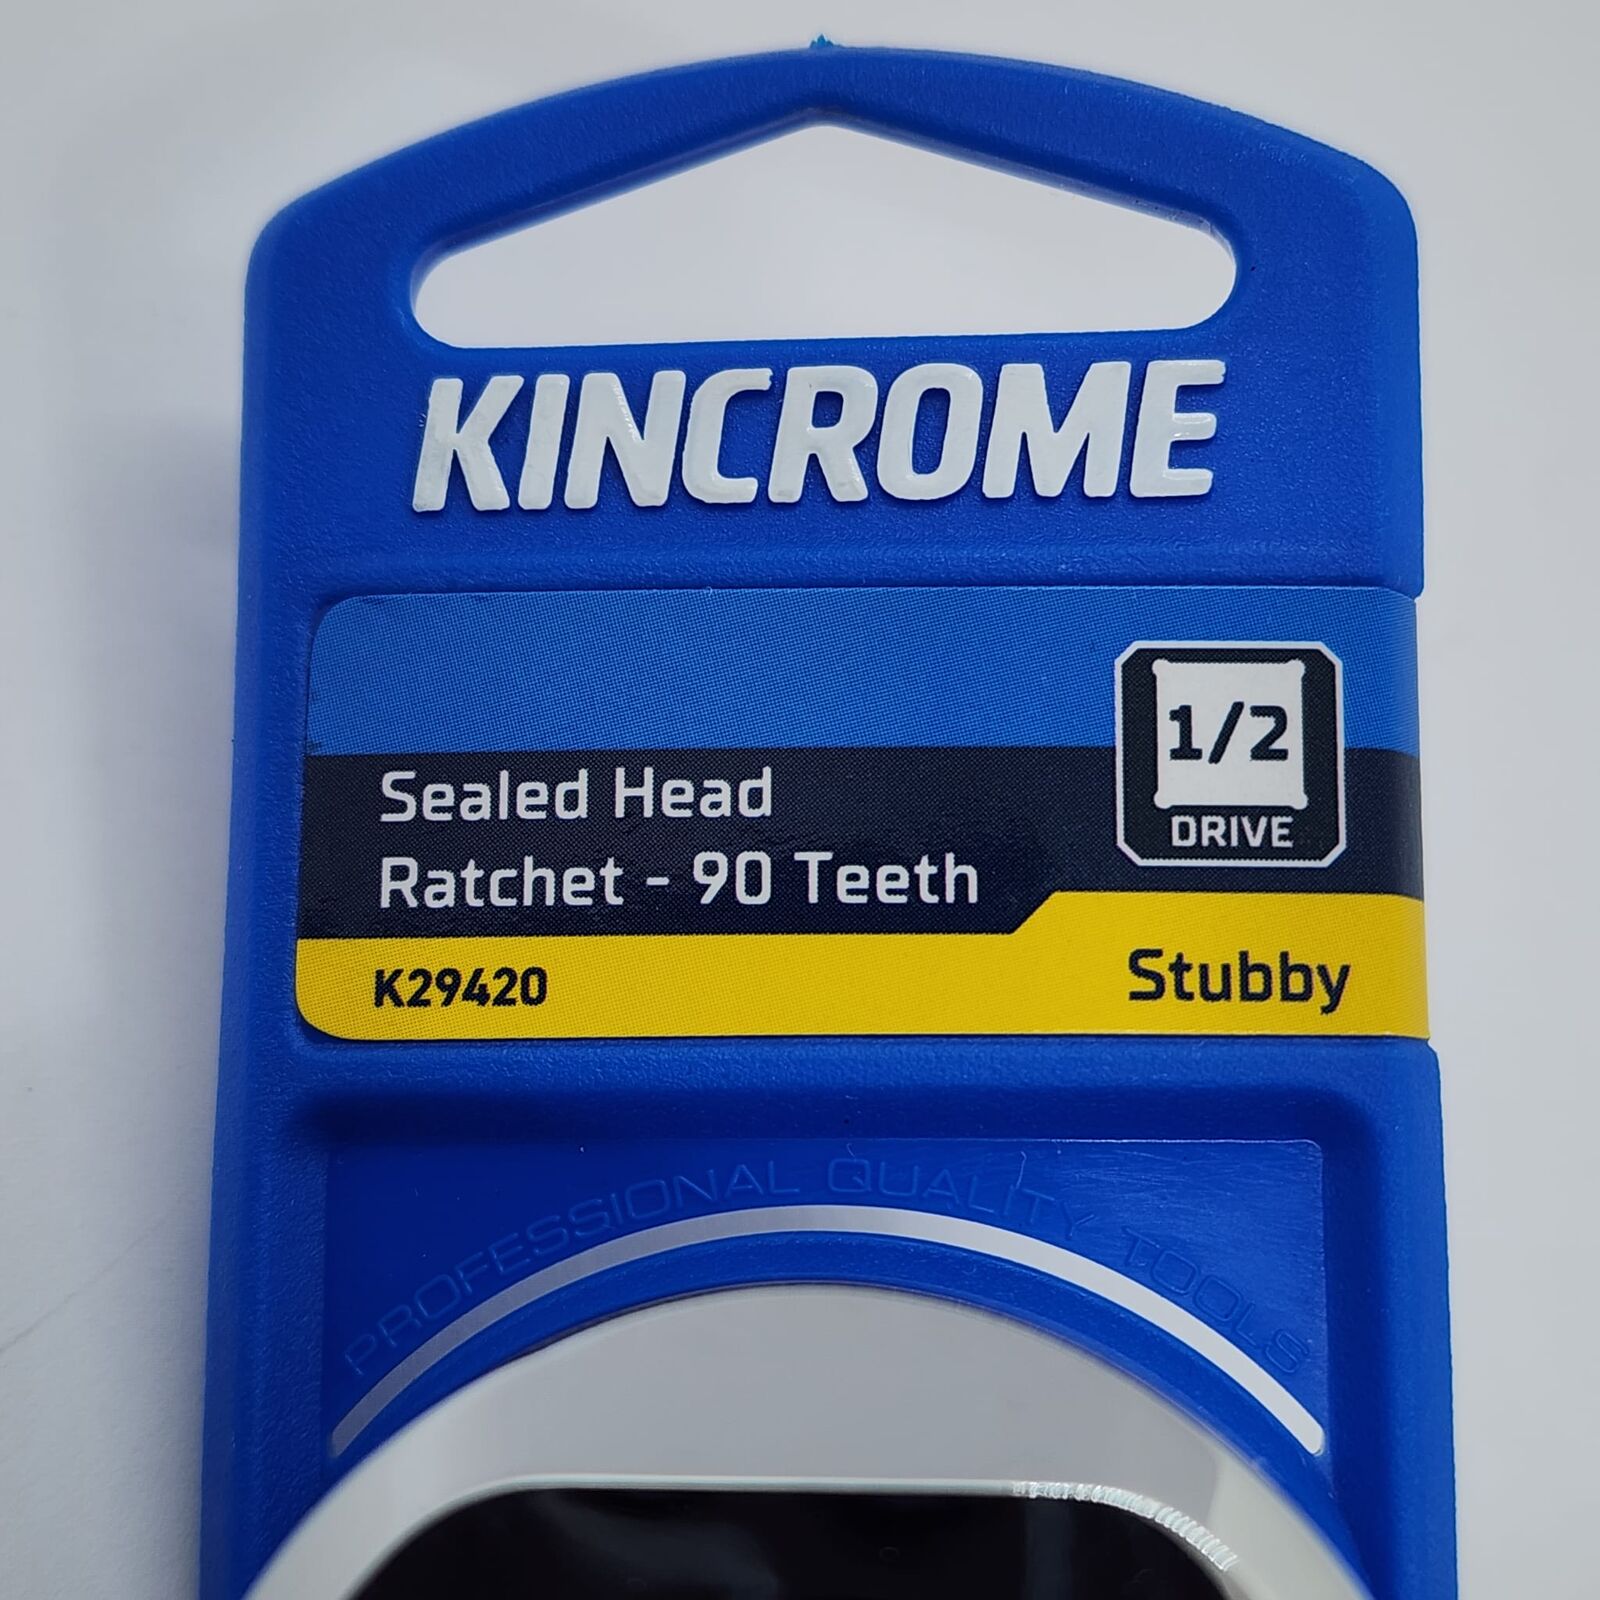 KINCROME
1/2
DRIVE
Sealed Head
Ratchet - 90 Teeth
K29420
Stubby
PROFESSIONAL QUALITY TOOLS